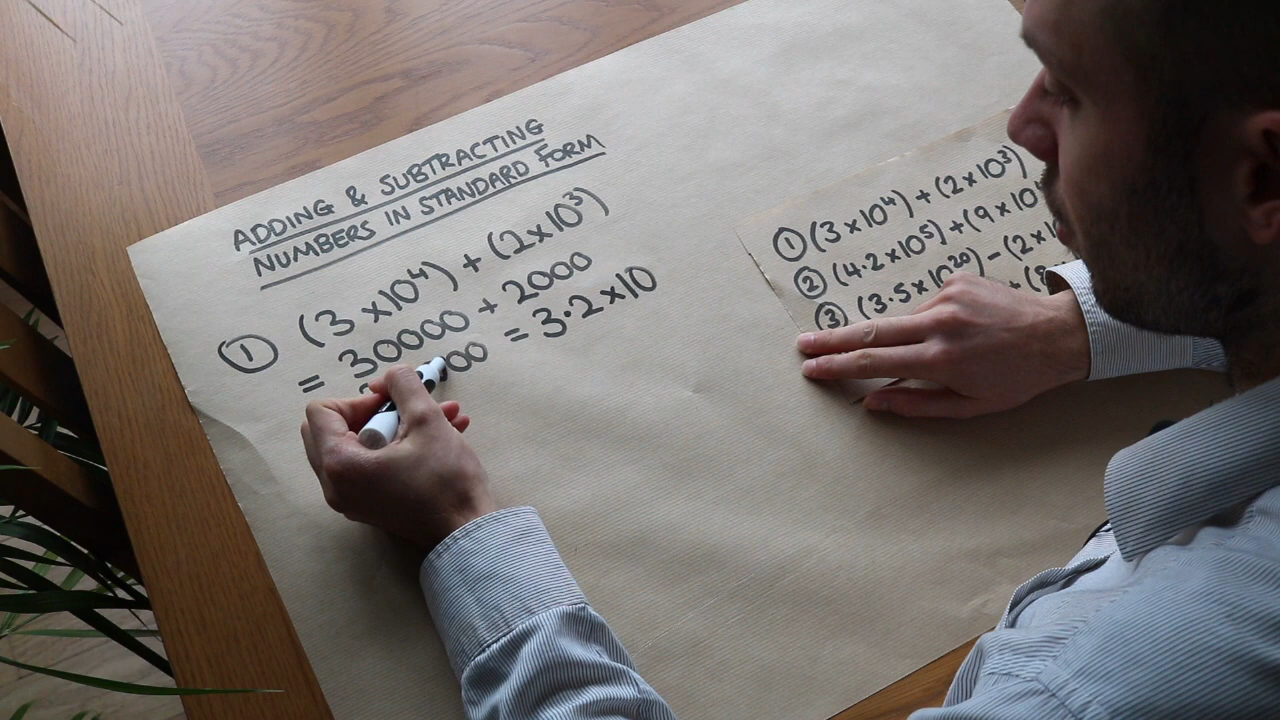 ADDING & SUBTRACTING
NUMBERS IN STANDARD FORM
① (3 ×10⁴) + (2×10³)
= 30000 + 2000
00 = 3.2×10
① (3×10⁴) + (2×10³)
② (4.2×10⁵) + (9×10
③ (3.5×10²⁰) - (2×1
+ (